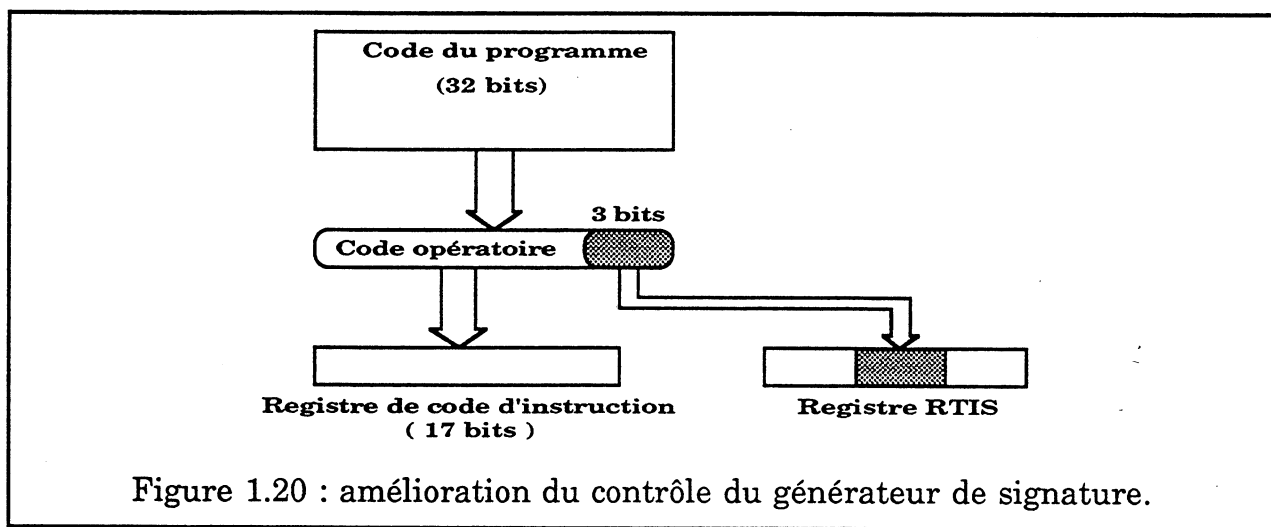 Code du programme
(32 bits)
3 bits
Code opératoire
Registre de code d'instruction
( 17 bits )
Registre RTIS
Figure 1.20 : amélioration du contrôle du générateur de signature.